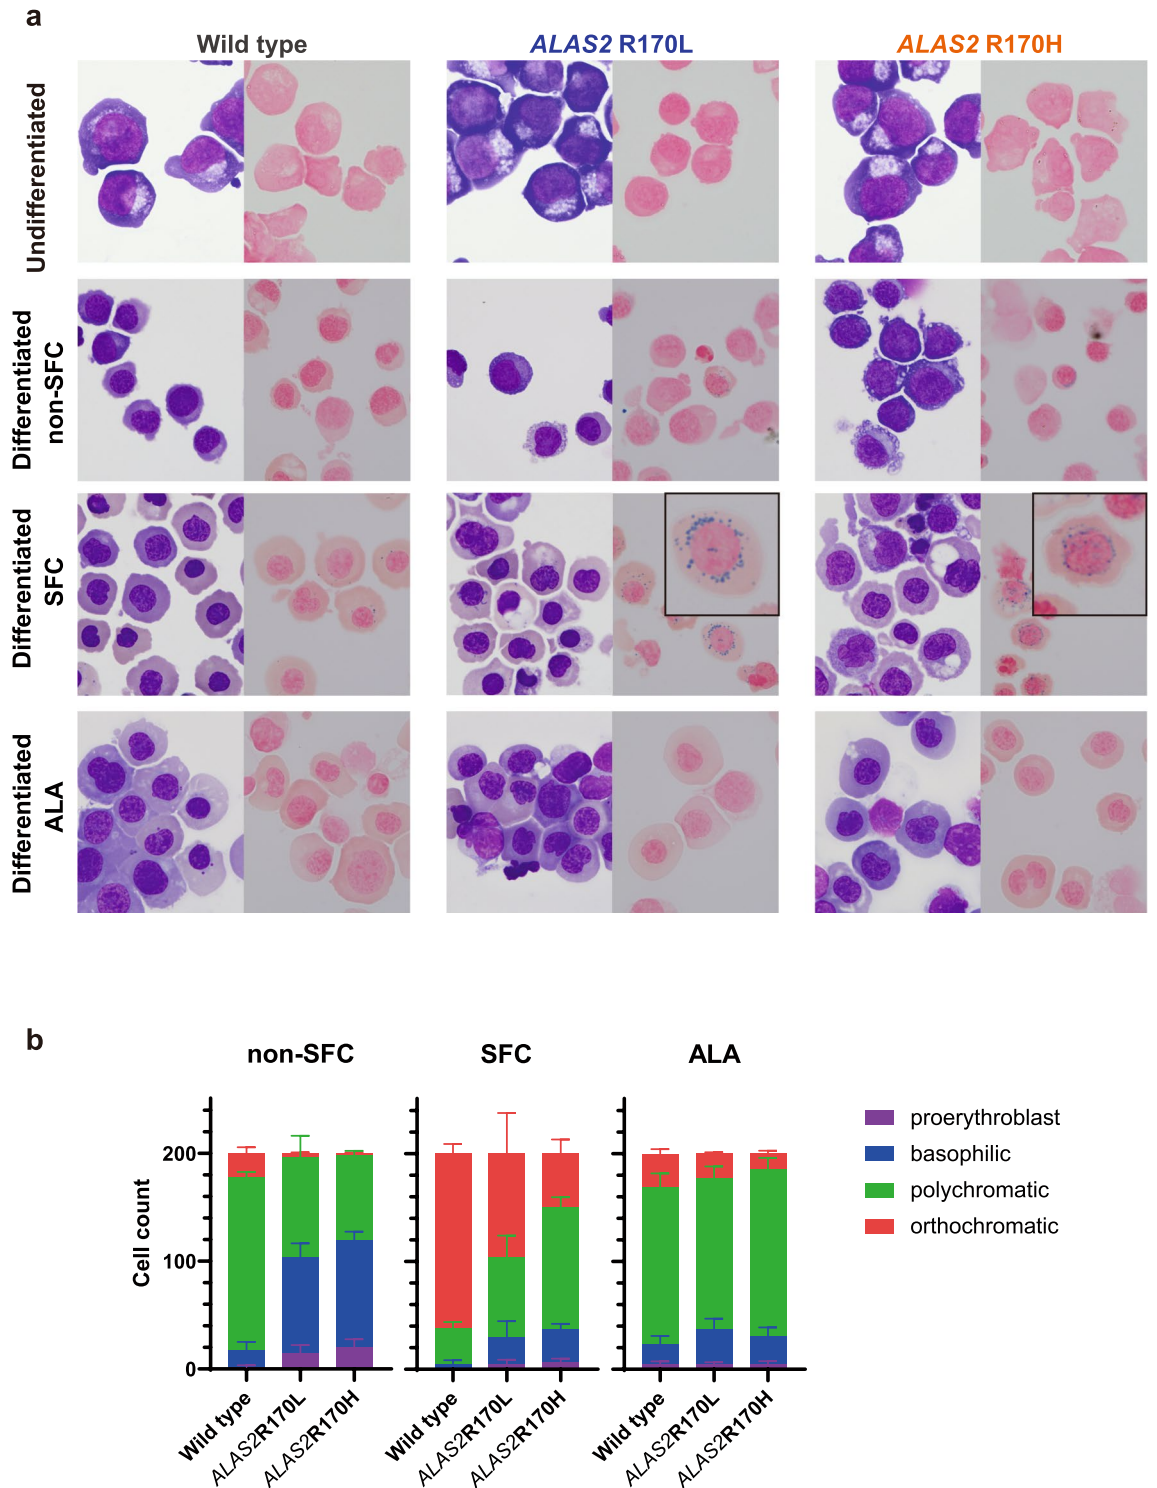 a
Wild type
ALAS2 R170L
ALAS2 R170H
Undifferentiated
Differentiated
non-SFC
Differentiated
SFC
Differentiated
ALA
b
non-SFC
SFC
ALA
Cell count
200
100
0
Wild type
ALAS2R170L
ALAS2R170H
Wild type
ALAS2R170L
ALAS2R170H
Wild type
ALAS2R170L
ALAS2R170H
proerythroblast
basophilic
polychromatic
orthochromatic